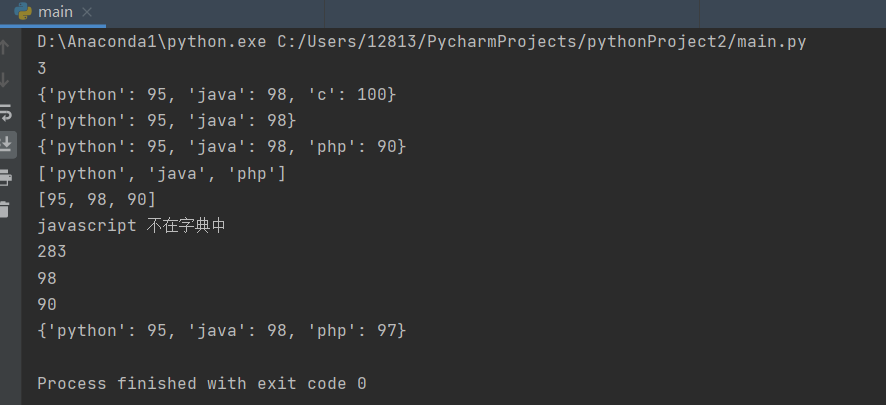 main
D:\Anaconda1\python.exe C:/Users/12813/PycharmProjects/pythonProject2/main.py
3
{'python': 95, 'java': 98, 'c': 100}
{'python': 95, 'java': 98}
{'python': 95, 'java': 98, 'php': 90}
['python', 'java', 'php']
[95, 98, 90]
javascript 不在字典中
283
98
90
{'python': 95, 'java': 98, 'php': 97}
Process finished with exit code 0